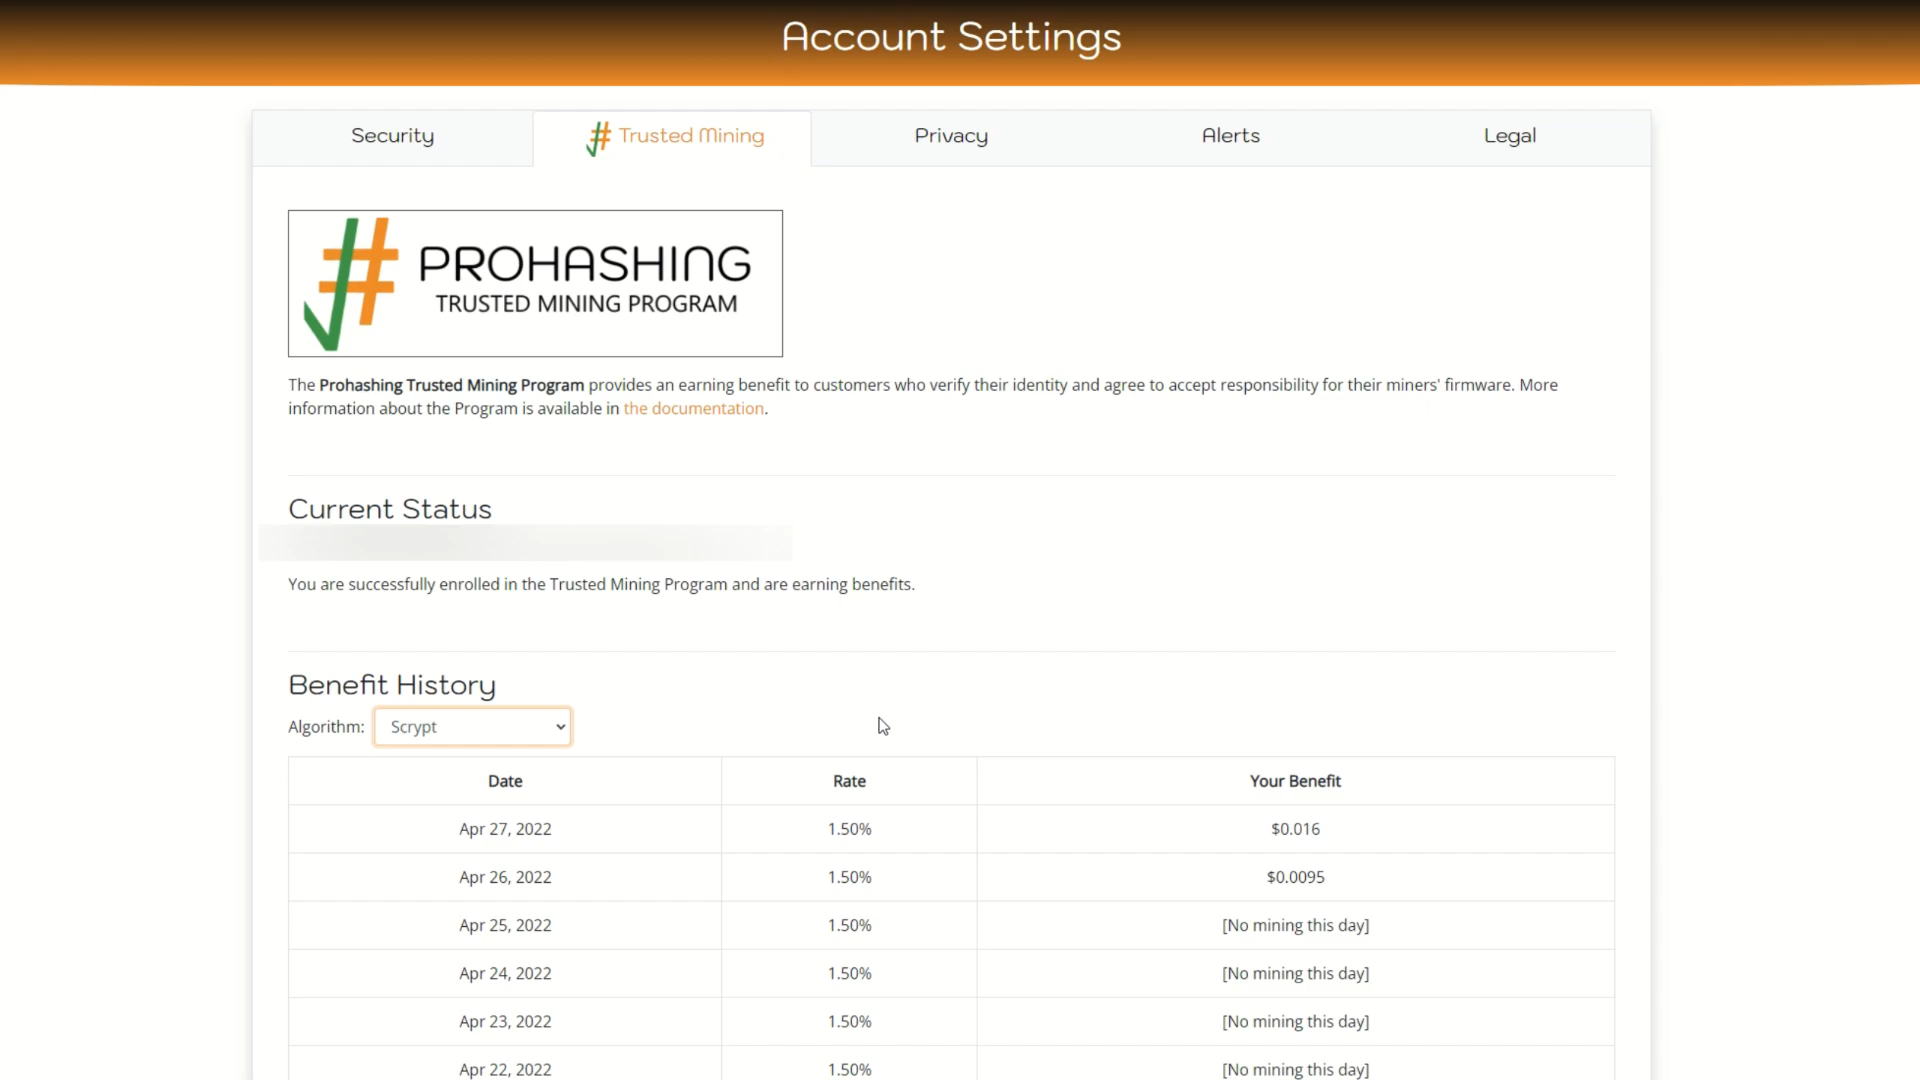 Account Settings
Security
Trusted Mining
Privacy
Alerts
Legal
PROHASHING
TRUSTED MINING PROGRAM
The Prohashing Trusted Mining Program provides an earning benefit to customers who verify their identity and agree to accept responsibility for their miners' firmware. More
information about the Program is available in the documentation.
Current Status
You are successfully enrolled in the Trusted Mining Program and are earning benefits.
Benefit History
Algorithm: Scrypt
Date Rate Your Benefit
Apr 27, 2022 1.50% $0.016
Apr 26, 2022 1.50% $0.0095
Apr 25, 2022 1.50% [No mining this day]
Apr 24, 2022 1.50% [No mining this day]
Apr 23, 2022 1.50% [No mining this day]
Apr 22, 2022 1.50% [No mining this day]